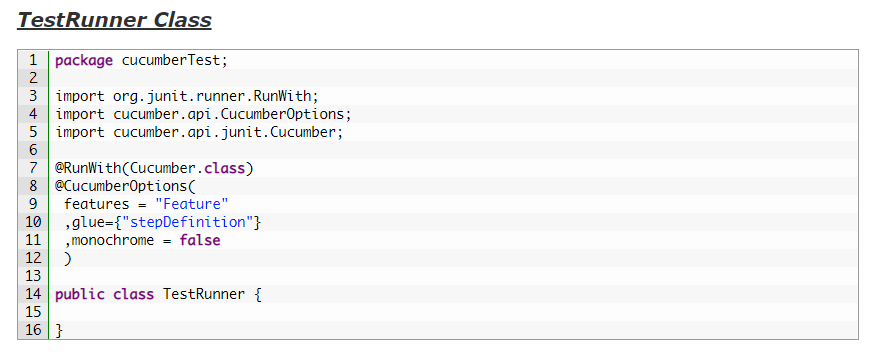 TestRunner Class
1 package cucumberTest;
2
3 import org.junit.runner.RunWith;
4 import cucumber.api.CucumberOptions;
5 import cucumber.api.junit.Cucumber;
6
7 @RunWith(Cucumber.class)
8 @CucumberOptions(
9  features = "Feature"
10  ,glue={"stepDefinition"}
11  ,monochrome = false
12  )
13
14 public class TestRunner {
15
16 }